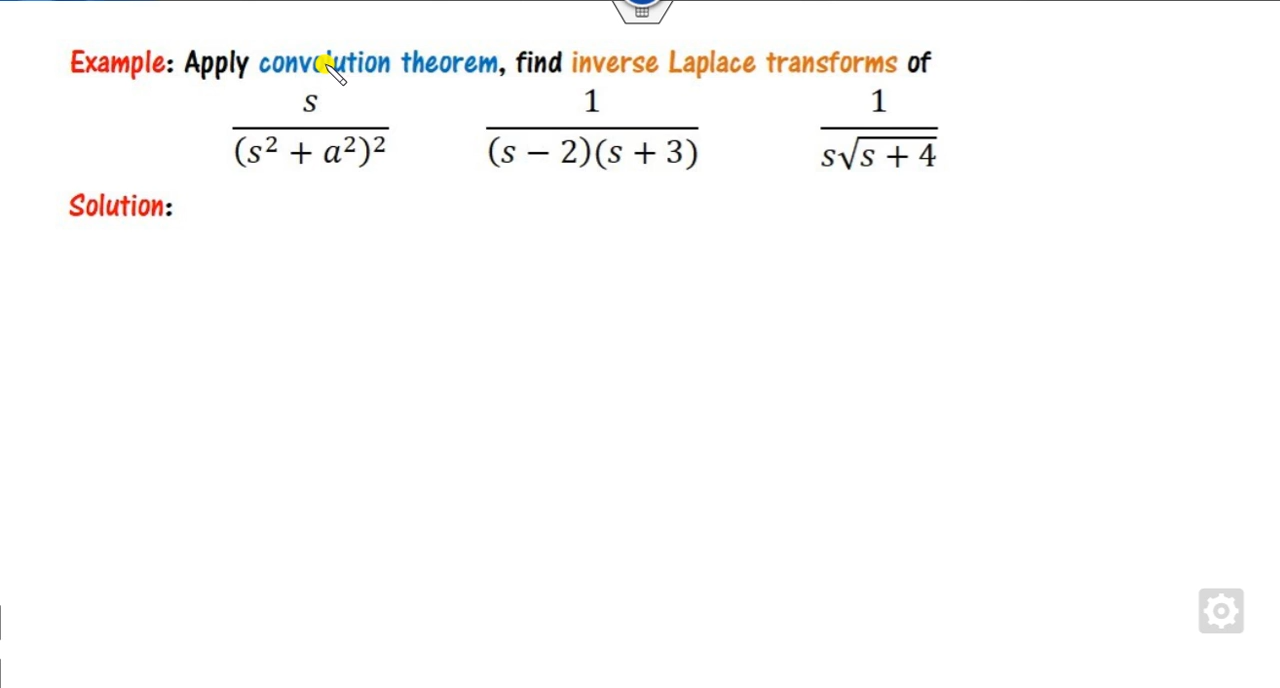 Example: Apply convolution theorem, find inverse Laplace transforms of
s/(s² + a²)² 1/((s − 2)(s + 3)) 1/(s√(s + 4))
Solution: